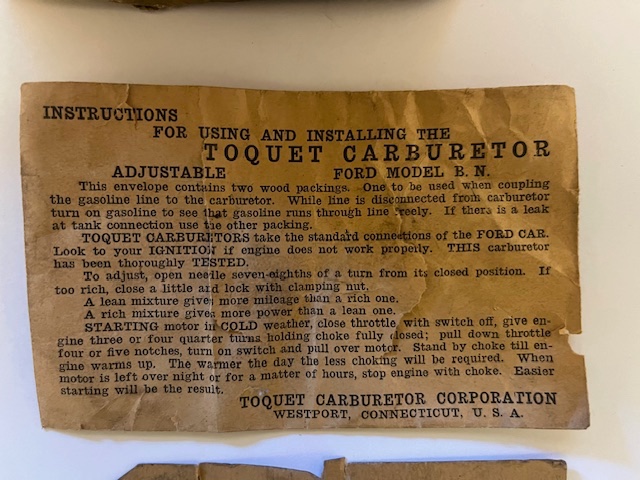 INSTRUCTIONS
FOR USING AND INSTALLING THE
TOQUET CARBURETOR
ADJUSTABLE FORD MODEL B. N.
This envelope contains two wood packings. One to be used when coupling
the gasoline line to the carburetor. While line is disconnected from carburetor
turn on gasoline to see that gasoline runs through line freely. If there is a leak
at tank connection use the other packing.
TOQUET CARBURETORS take the standard connections of the FORD CAR.
Look to your IGNITION if engine does not work properly. THIS carburetor
has been thoroughly TESTED.
To adjust, open needle seven-eighths of a turn from its closed position. If
too rich, close a little and lock with clamping nut.
A lean mixture gives more mileage than a rich one.
A rich mixture gives more power than a lean one.
STARTING motor in COLD weather, close throttle with switch off, give en-
gine three or four quarter turns holding choke fully closed; pull down throttle
four or five notches, turn on switch and pull over motor. Stand by choke till en-
gine warms up. The warmer the day the less choking will be required. When
motor is left over night or for a matter of hours, stop engine with choke. Easier
starting will be the result.
TOQUET CARBURETOR CORPORATION
WESTPORT, CONNECTICUT, U. S. A.